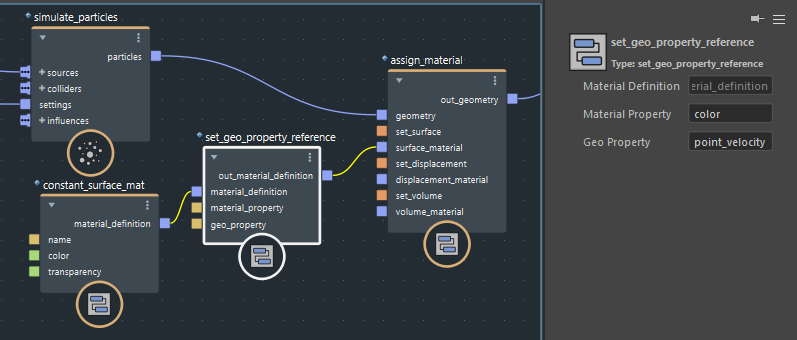 simulate_particles
particles
sources
colliders
settings
influences
constant_surface_mat
material_definition
name
color
transparency
set_geo_property_reference
out_material_definition
material_definition
material_property
geo_property
assign_material
out_geometry
geometry
set_surface
surface_material
set_displacement
displacement_material
set_volume
volume_material
set_geo_property_reference
Type: set_geo_property_reference
Material Definition erial_definition
Material Property color
Geo Property point_velocity